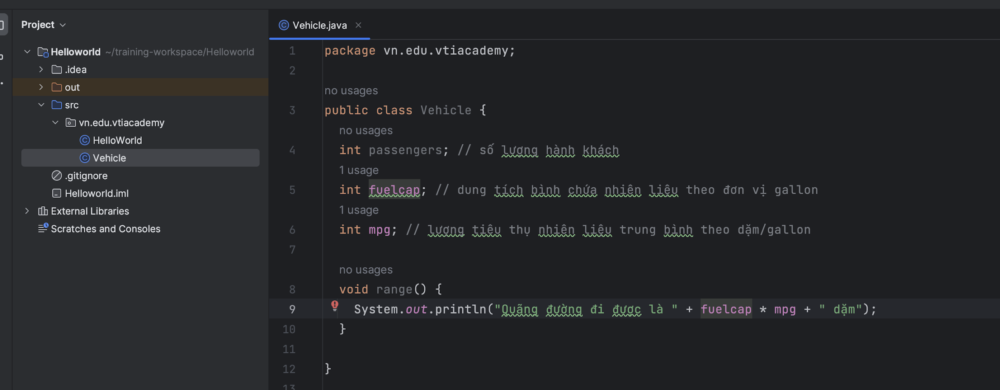 Project
Helloworld ~/training-workspace/Helloworld
.idea
out
src
vn.edu.vtiacademy
HelloWorld
Vehicle
.gitignore
Helloworld.iml
External Libraries
Scratches and Consoles
Vehicle.java
1 package vn.edu.vtiacademy;
2
no usages
3 public class Vehicle {
no usages
4 int passengers; // số lượng hành khách
1 usage
5 int fuelcap; // dung tích bình chứa nhiên liệu theo đơn vị gallon
1 usage
6 int mpg; // lượng tiêu thụ nhiên liệu trung bình theo dặm/gallon
7
no usages
8 void range() {
9 System.out.println("Quãng đường đi được là " + fuelcap * mpg + " dặm");
10 }
11
12 }
13